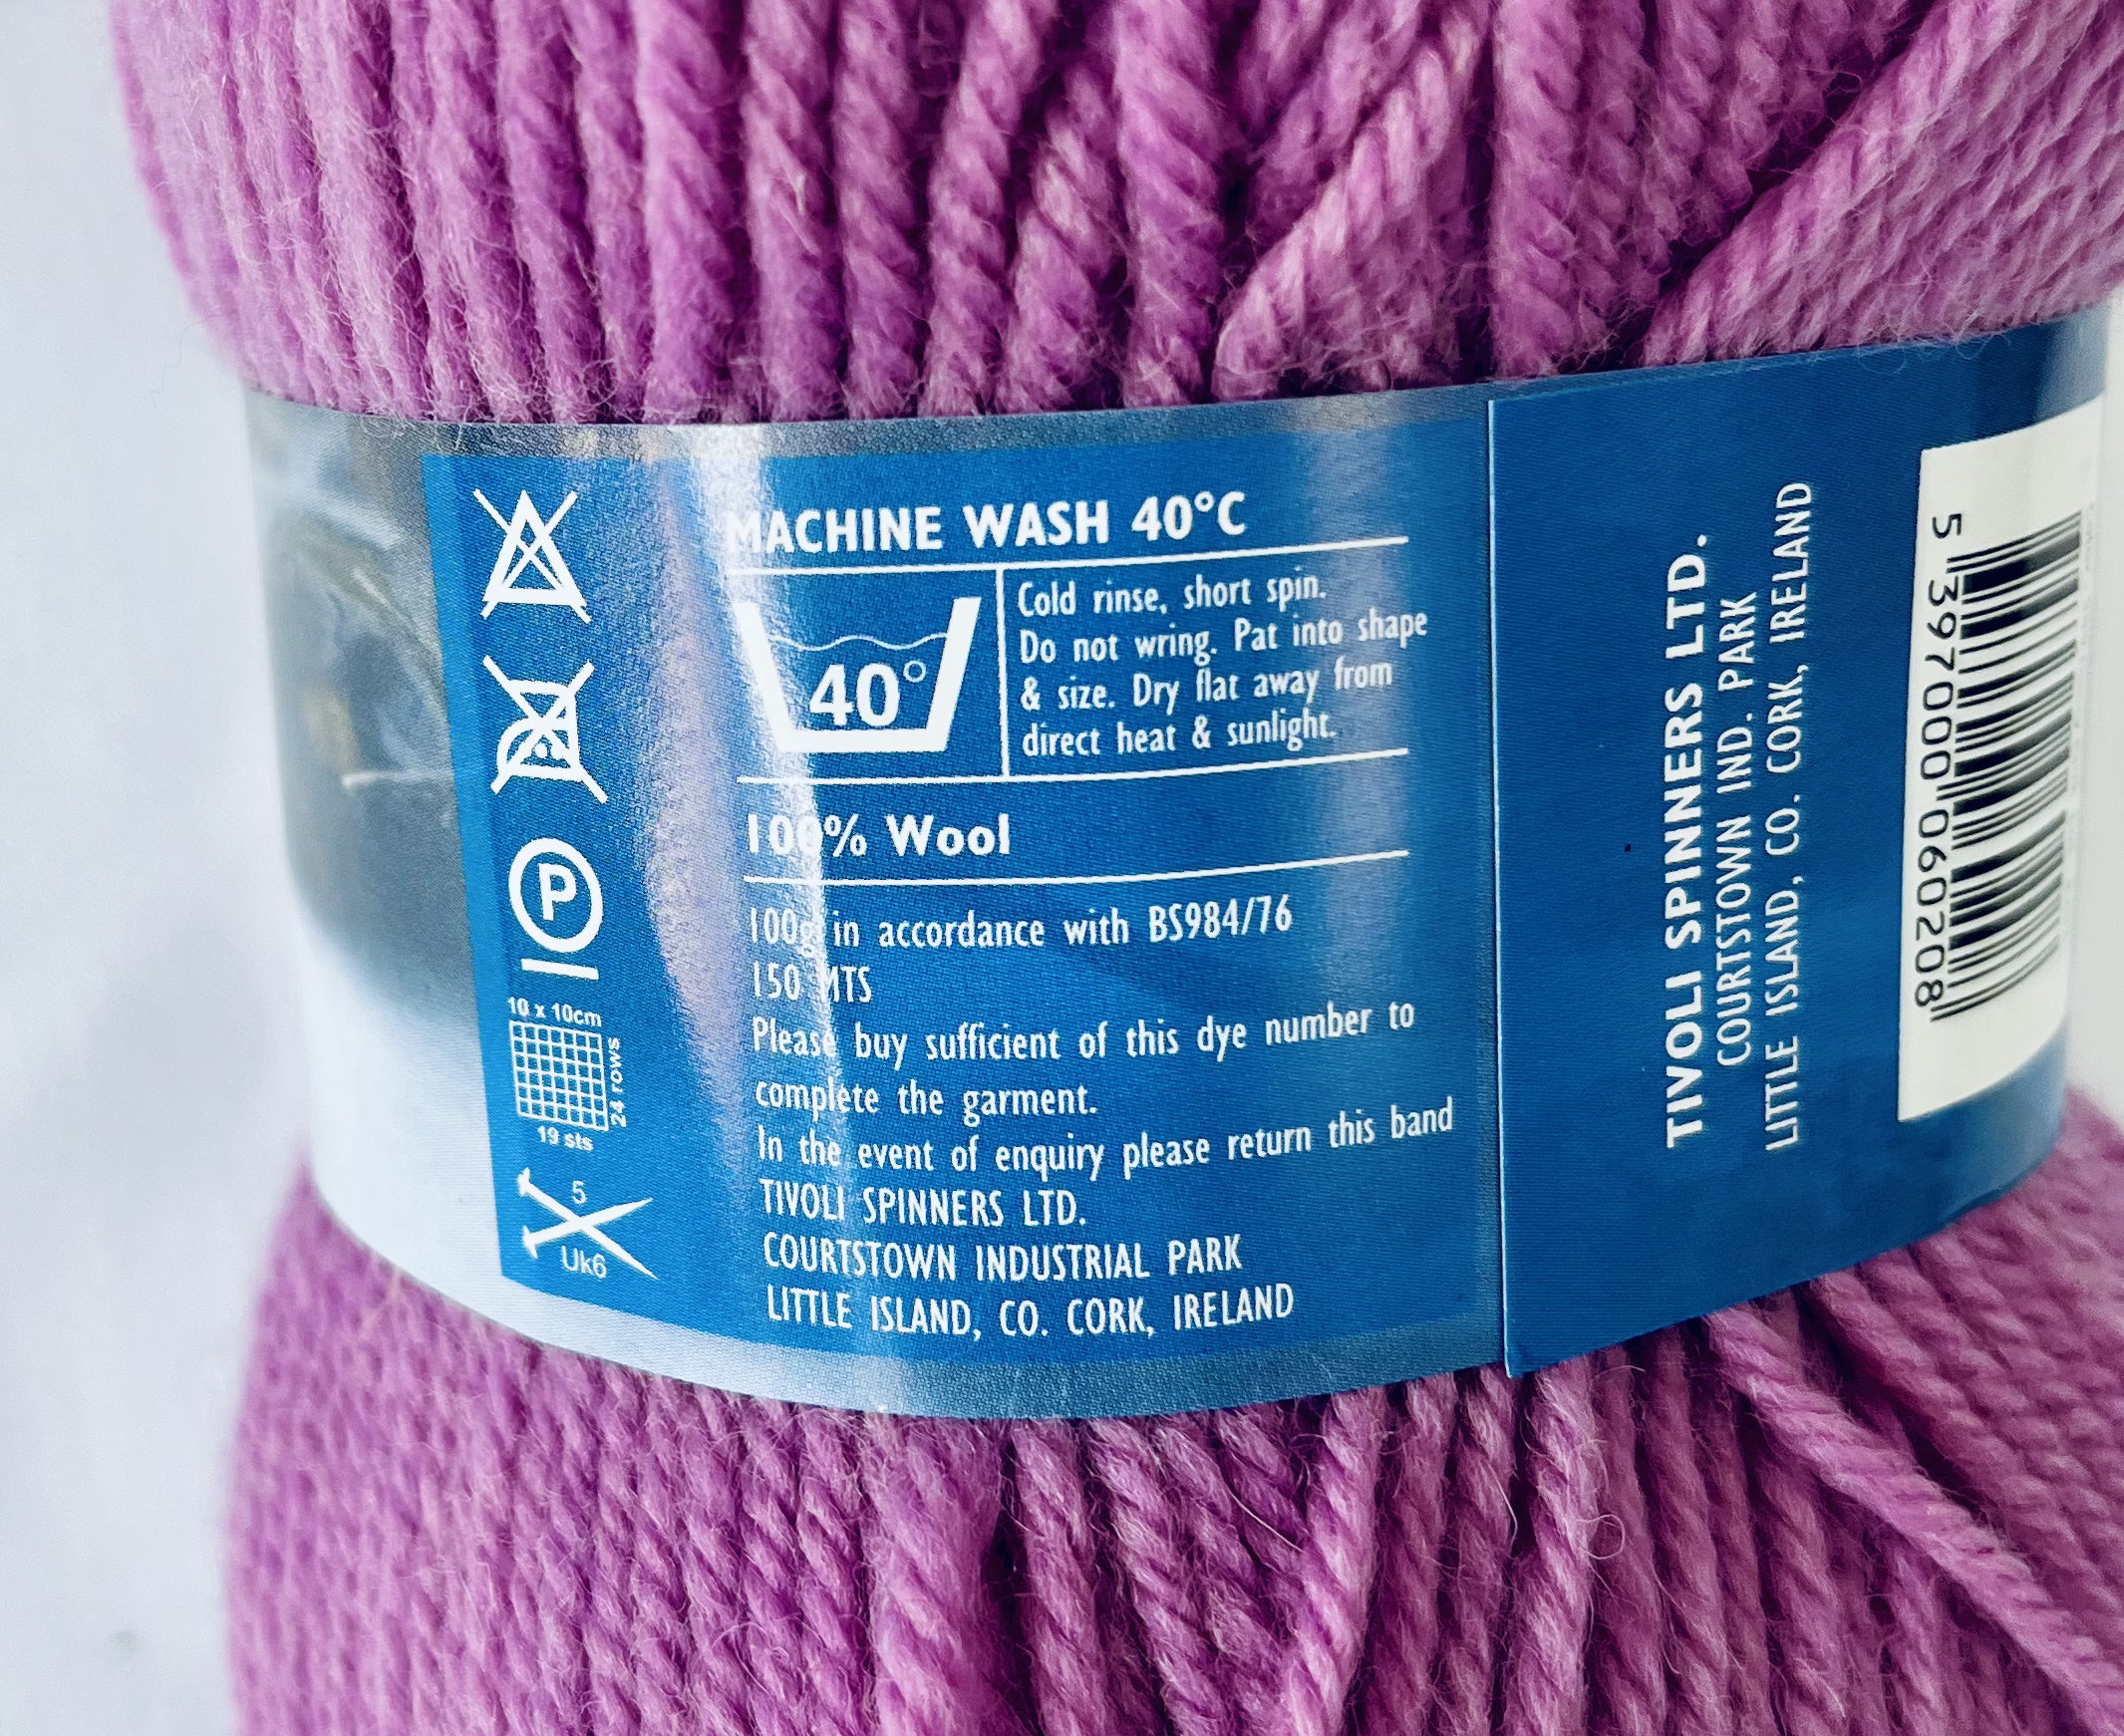 MACHINE WASH 40°C
40°
Cold rinse, short spin.
Do not wring. Pat into shape
& size. Dry flat away from
direct heat & sunlight.
100% Wool
100g in accordance with BS984/76
150 MTS
Please buy sufficient of this dye number to
complete the garment.
In the event of enquiry please return this band
TIVOLI SPINNERS LTD.
COURTSTOWN INDUSTRIAL PARK
LITTLE ISLAND, CO. CORK, IRELAND
P
10 x 10cm
24 rows
19 sts
5
Uk6
TIVOLI SPINNERS LTD.
COURTSTOWN IND. PARK
LITTLE ISLAND, CO. CORK, IRELAND
5 397000 060208